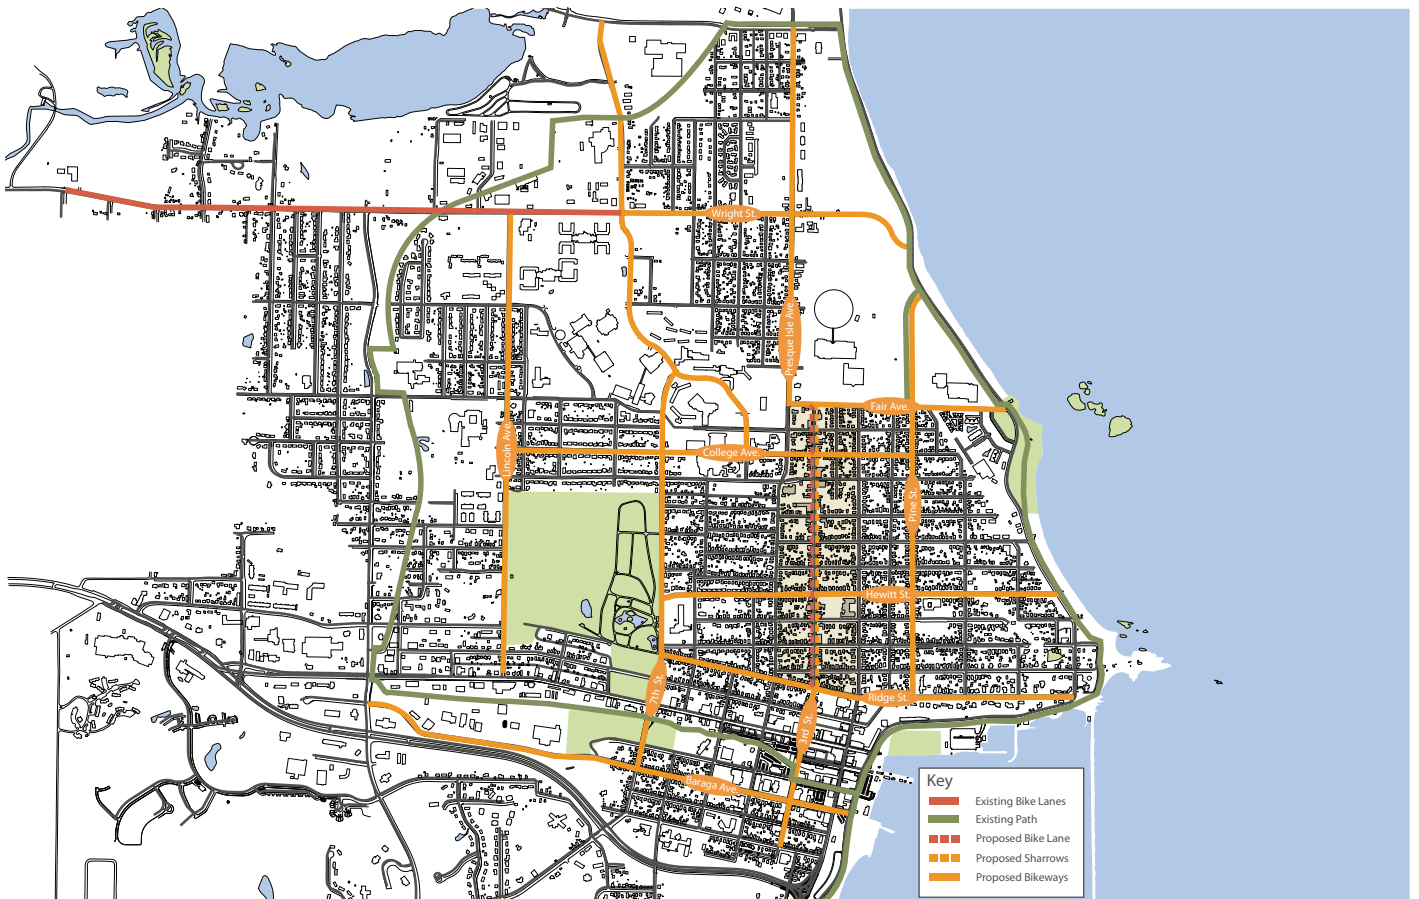 Wright St.
Presque Isle Ave.
Fair Ave.
Lincoln Ave.
College Ave.
Pine St.
Hewitt St.
7th St.
Ridge St.
3rd St.
Baraga Ave.
Key
Existing Bike Lanes
Existing Path
Proposed Bike Lane
Proposed Sharrows
Proposed Bikeways